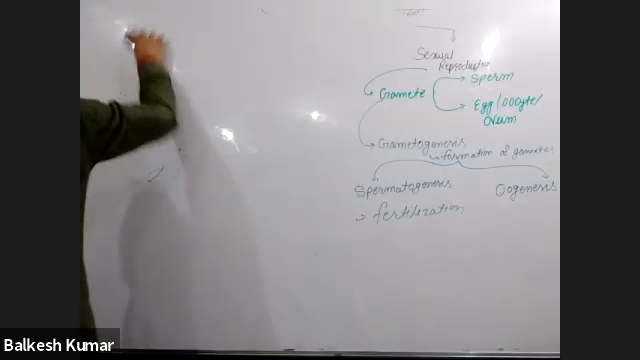 Sexual
Reproduction
Gamete
Sperm
Egg/oocyte/
Ovum
Gametogenesis
formation of gametes
Spermatogenesis
Oogenesis
fertilization
Balkesh Kumar